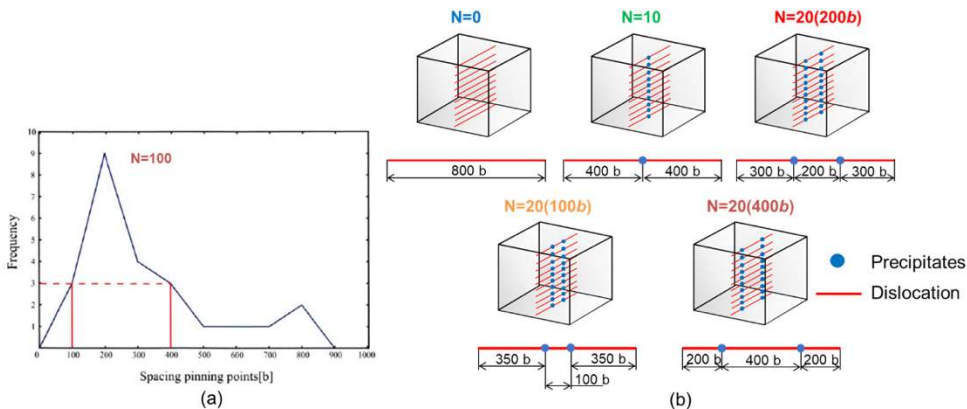 N=0 N=10 N=20(200b)
N=100
10
9
8
7
6
5
4
3
2
1
Frequency
0 100 200 300 400 500 600 700 800 900 1000
Spacing pinning points[b]
(a)
800 b
400 b 400 b
300 b 200 b 300 b
N=20(100b) N=20(400b)
350 b 350 b
100 b
200 b 400 b 200 b
Precipitates
Dislocation
(b)